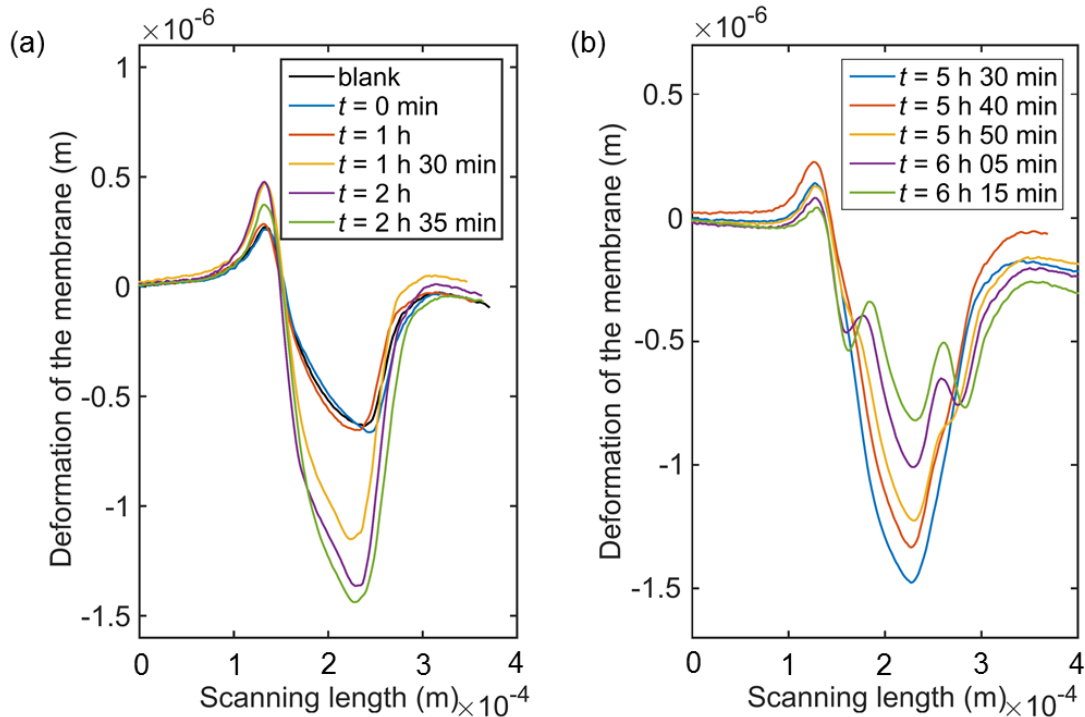 (a)
×10⁻⁶
Deformation of the membrane (m)
1
0.5
0
-0.5
-1
-1.5
blank
t = 0 min
t = 1 h
t = 1 h 30 min
t = 2 h
t = 2 h 35 min
0 1 2 3 4
Scanning length (m) ×10⁻⁴
(b)
×10⁻⁶
Deformation of the membrane (m)
0.5
0
-0.5
-1
-1.5
t = 5 h 30 min
t = 5 h 40 min
t = 5 h 50 min
t = 6 h 05 min
t = 6 h 15 min
0 1 2 3 4
Scanning length (m) ×10⁻⁴